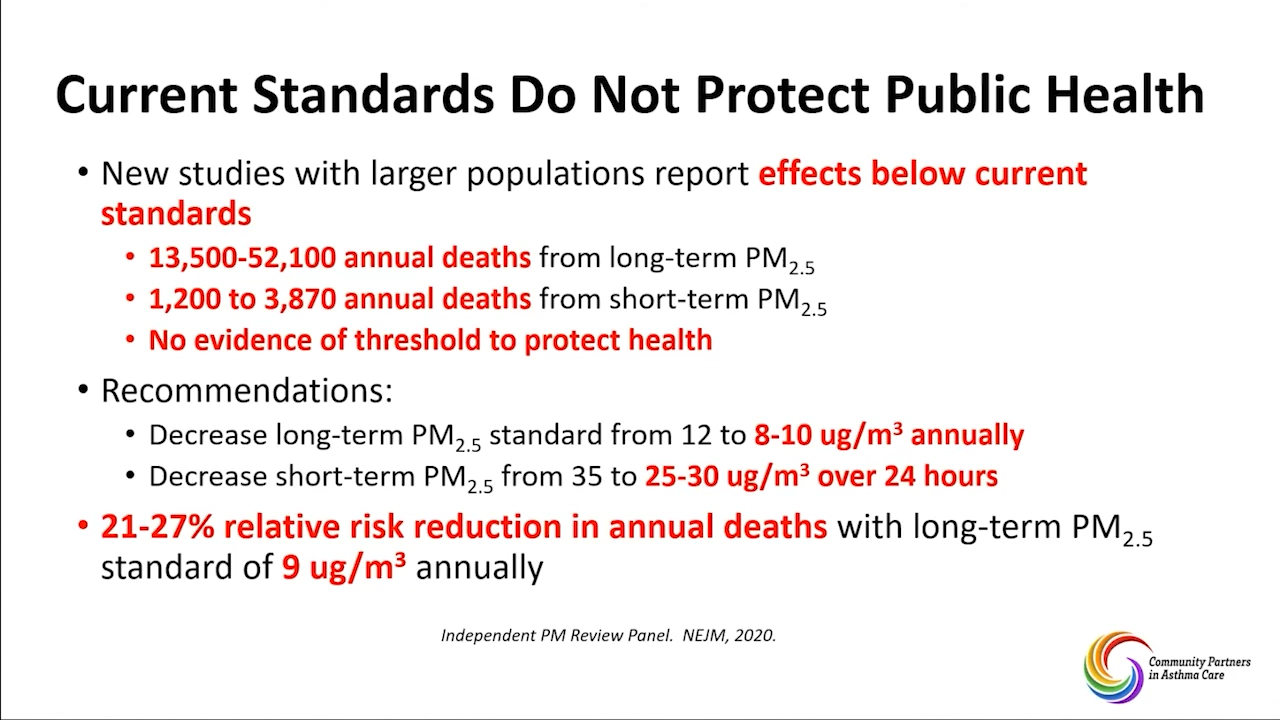 Current Standards Do Not Protect Public Health
• New studies with larger populations report effects below current
standards
• 13,500-52,100 annual deaths from long-term PM₂.₅
• 1,200 to 3,870 annual deaths from short-term PM₂.₅
• No evidence of threshold to protect health
• Recommendations:
• Decrease long-term PM₂.₅ standard from 12 to 8-10 ug/m³ annually
• Decrease short-term PM₂.₅ from 35 to 25-30 ug/m³ over 24 hours
• 21-27% relative risk reduction in annual deaths with long-term PM₂.₅
standard of 9 ug/m³ annually
Independent PM Review Panel. NEJM, 2020.
Community Partners
in Asthma Care